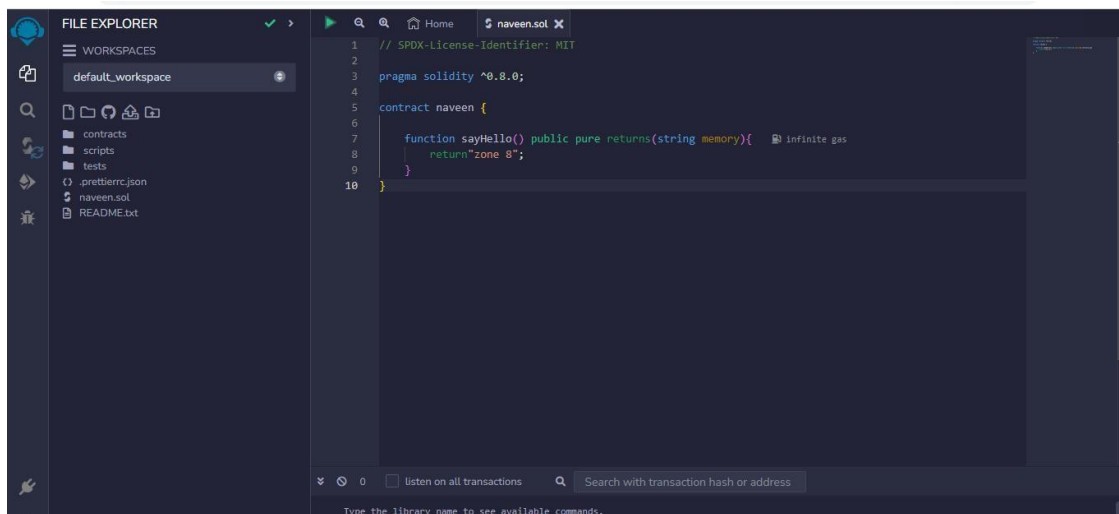 FILE EXPLORER
WORKSPACES
default_workspace
contracts
scripts
tests
.prettierrc.json
naveen.sol
README.txt
Home
naveen.sol
1 // SPDX-License-Identifier: MIT
2
3 pragma solidity ^0.8.0;
4
5 contract naveen {
6
7 function sayHello() public pure returns(string memory){ infinite gas
8 return"zone 8";
9 }
10 }
0 listen on all transactions Search with transaction hash or address
Type the library name to see available commands.